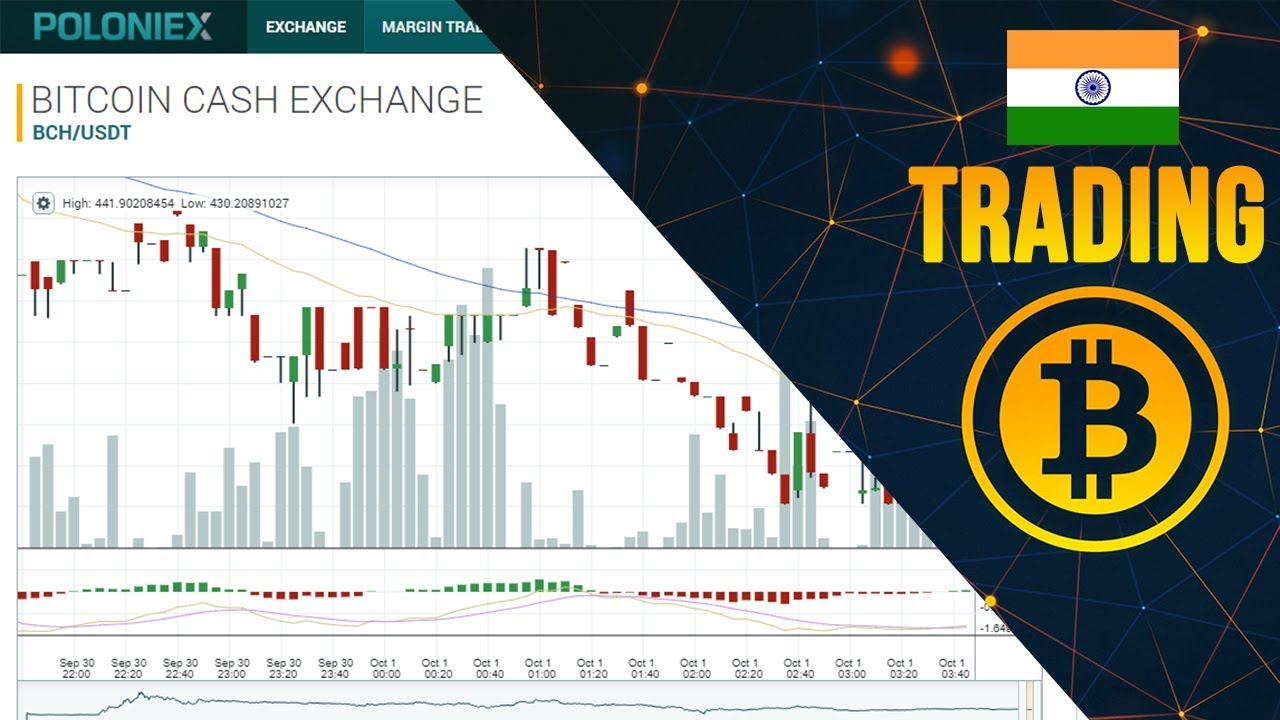 POLONIEX
EXCHANGE
MARGIN TRAD
BITCOIN CASH EXCHANGE
BCH/USDT
High: 441.90208454 Low: 430.20891027
TRADING
-1.64
Sep 30 Sep 30 Sep 30 Sep 30 Sep 30 Sep 30 Oct 1 Oct 1 Oct 1 Oct 1 Oct 1 Oct 1 Oct 1 Oct 1 Oct 1 Oct 1 Oct 1 Oct 1
22:00 22:20 22:40 23:00 23:20 23:40 00:00 00:20 00:40 01:00 01:20 01:40 02:00 02:20 02:40 03:00 03:20 03:40